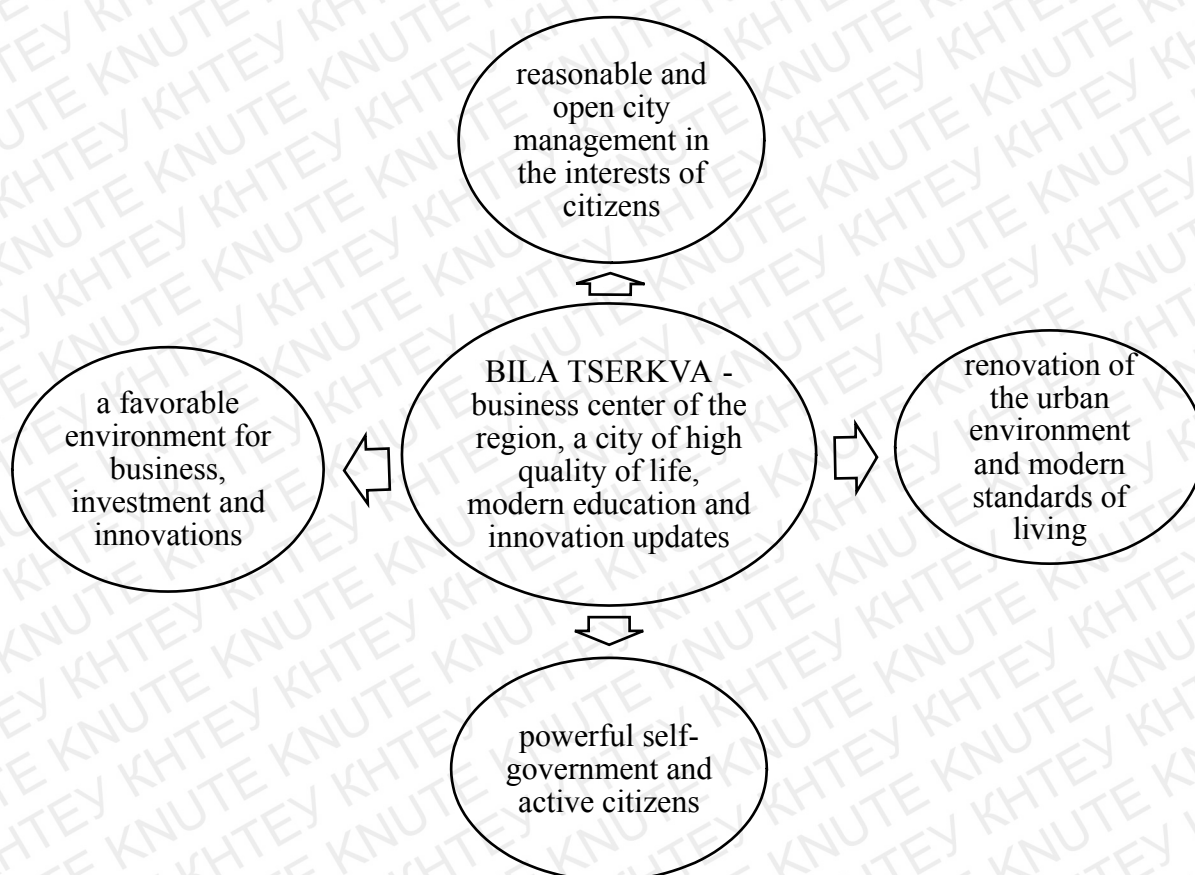 reasonable and
open city
management in
the interests of
citizens
BILA TSERKVA -
business center of the
region, a city of high
quality of life,
modern education and
innovation updates
a favorable
environment for
business,
investment and
innovations
renovation of
the urban
environment
and modern
standards of
living
powerful self-
government and
active citizens
KNUTE КНТЕУ